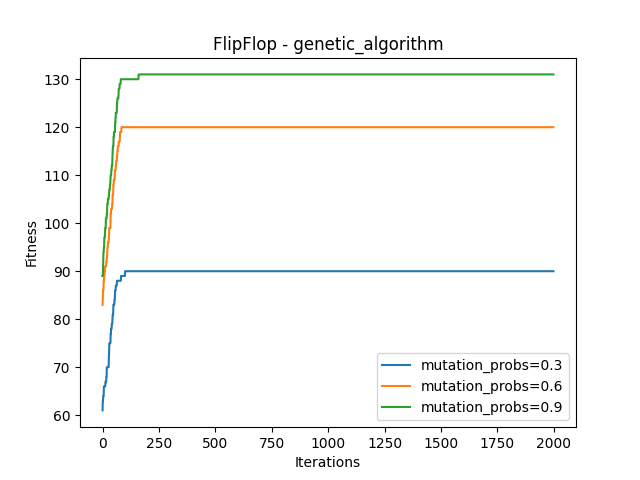 FlipFlop - genetic_algorithm
Fitness
130
120
110
100
90
80
70
60
0 250 500 750 1000 1250 1500 1750 2000
Iterations
mutation_probs=0.3
mutation_probs=0.6
mutation_probs=0.9